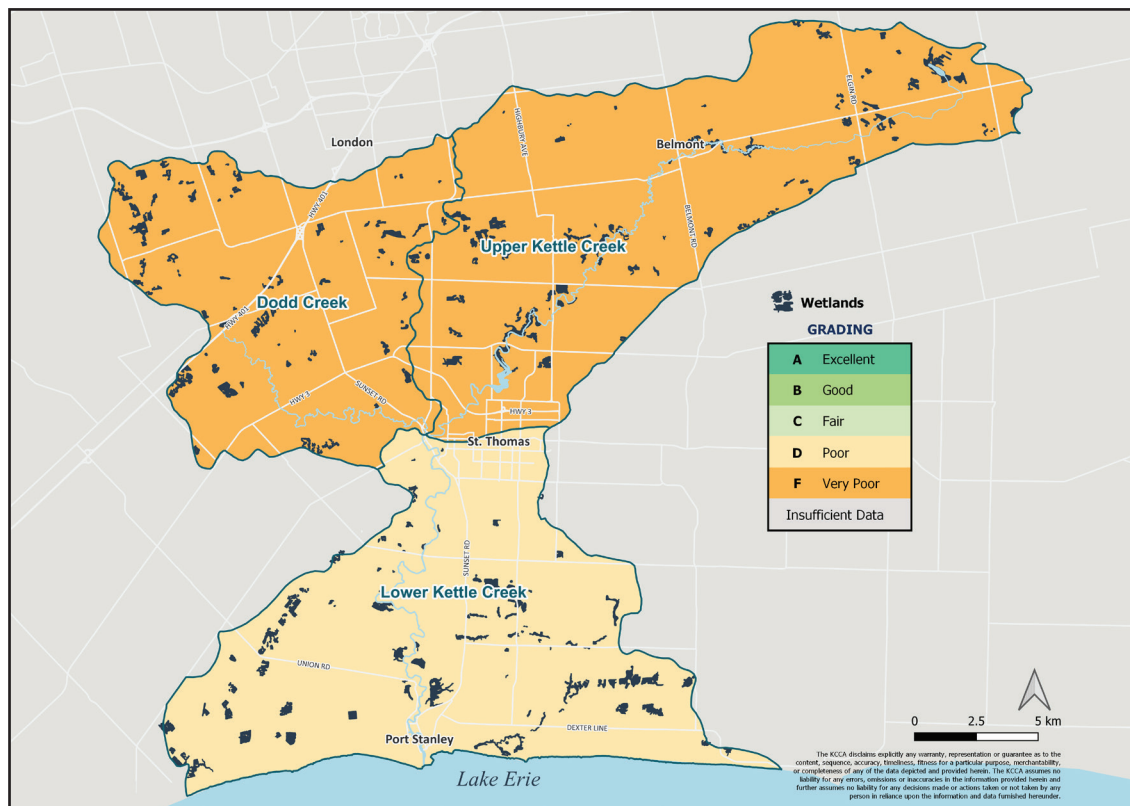 London
HWY 401
HIGHBURY AVE
Belmont
ELGIN RD
BELMONT RD
Upper Kettle Creek
Dodd Creek
HWY 401
HWY 3
SUNSET RD
HWY 3
St. Thomas
Wetlands
GRADING
A Excellent
B Good
C Fair
D Poor
F Very Poor
Insufficient Data
SUNSET RD
Lower Kettle Creek
UNION RD
DEXTER LINE
Port Stanley
Lake Erie
0 2.5 5 km
The KCCA disclaims explicitly any warranty, representation or guarantee as to the
content, sequence, accuracy, timeliness, fitness for a particular purpose, merchantability,
or completeness of any of the data depicted and provided herein. The KCCA assumes no
liability for any errors, omissions or inaccuracies in the information provided herein and
further assumes no liability for any decisions made or actions taken or not taken by any
person in reliance upon the information and data furnished hereunder.